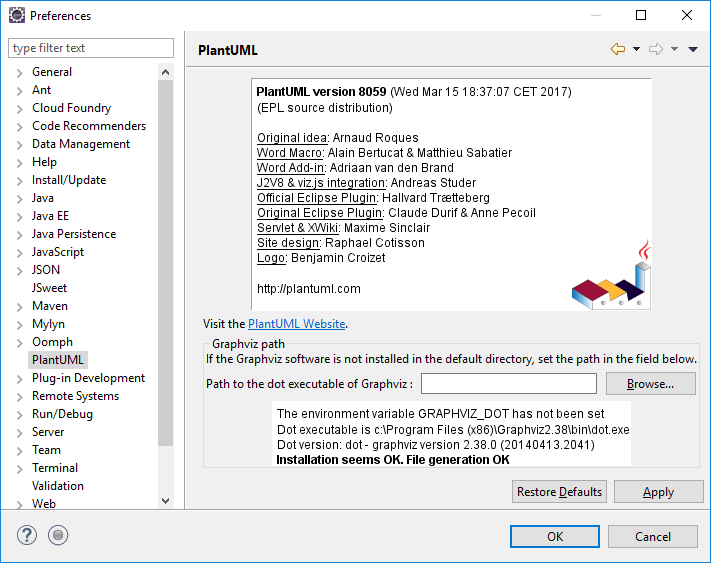 Preferences
type filter text
General
Ant
Cloud Foundry
Code Recommenders
Data Management
Help
Install/Update
Java
Java EE
Java Persistence
JavaScript
JSON
JSweet
Maven
Mylyn
Oomph
PlantUML
Plug-in Development
Remote Systems
Run/Debug
Server
Team
Terminal
Validation
Web
PlantUML
PlantUML version 8059 (Wed Mar 15 18:37:07 CET 2017)
(EPL source distribution)
Original idea: Arnaud Roques
Word Macro: Alain Bertucat & Matthieu Sabatier
Word Add-in: Adriaan van den Brand
J2V8 & viz.js integration: Andreas Studer
Official Eclipse Plugin: Hallvard Trætteberg
Original Eclipse Plugin: Claude Durif & Anne Pecoil
Servlet & XWiki: Maxime Sinclair
Site design: Raphael Cotisson
Logo: Benjamin Croizet
http://plantuml.com
Visit the PlantUML Website.
Graphviz path
If the Graphviz software is not installed in the default directory, set the path in the field below.
Path to the dot executable of Graphviz :
Browse...
The environment variable GRAPHVIZ_DOT has not been set
Dot executable is c:\Program Files (x86)\Graphviz2.38\bin\dot.exe
Dot version: dot - graphviz version 2.38.0 (20140413.2041)
Installation seems OK. File generation OK
Restore Defaults
Apply
OK
Cancel